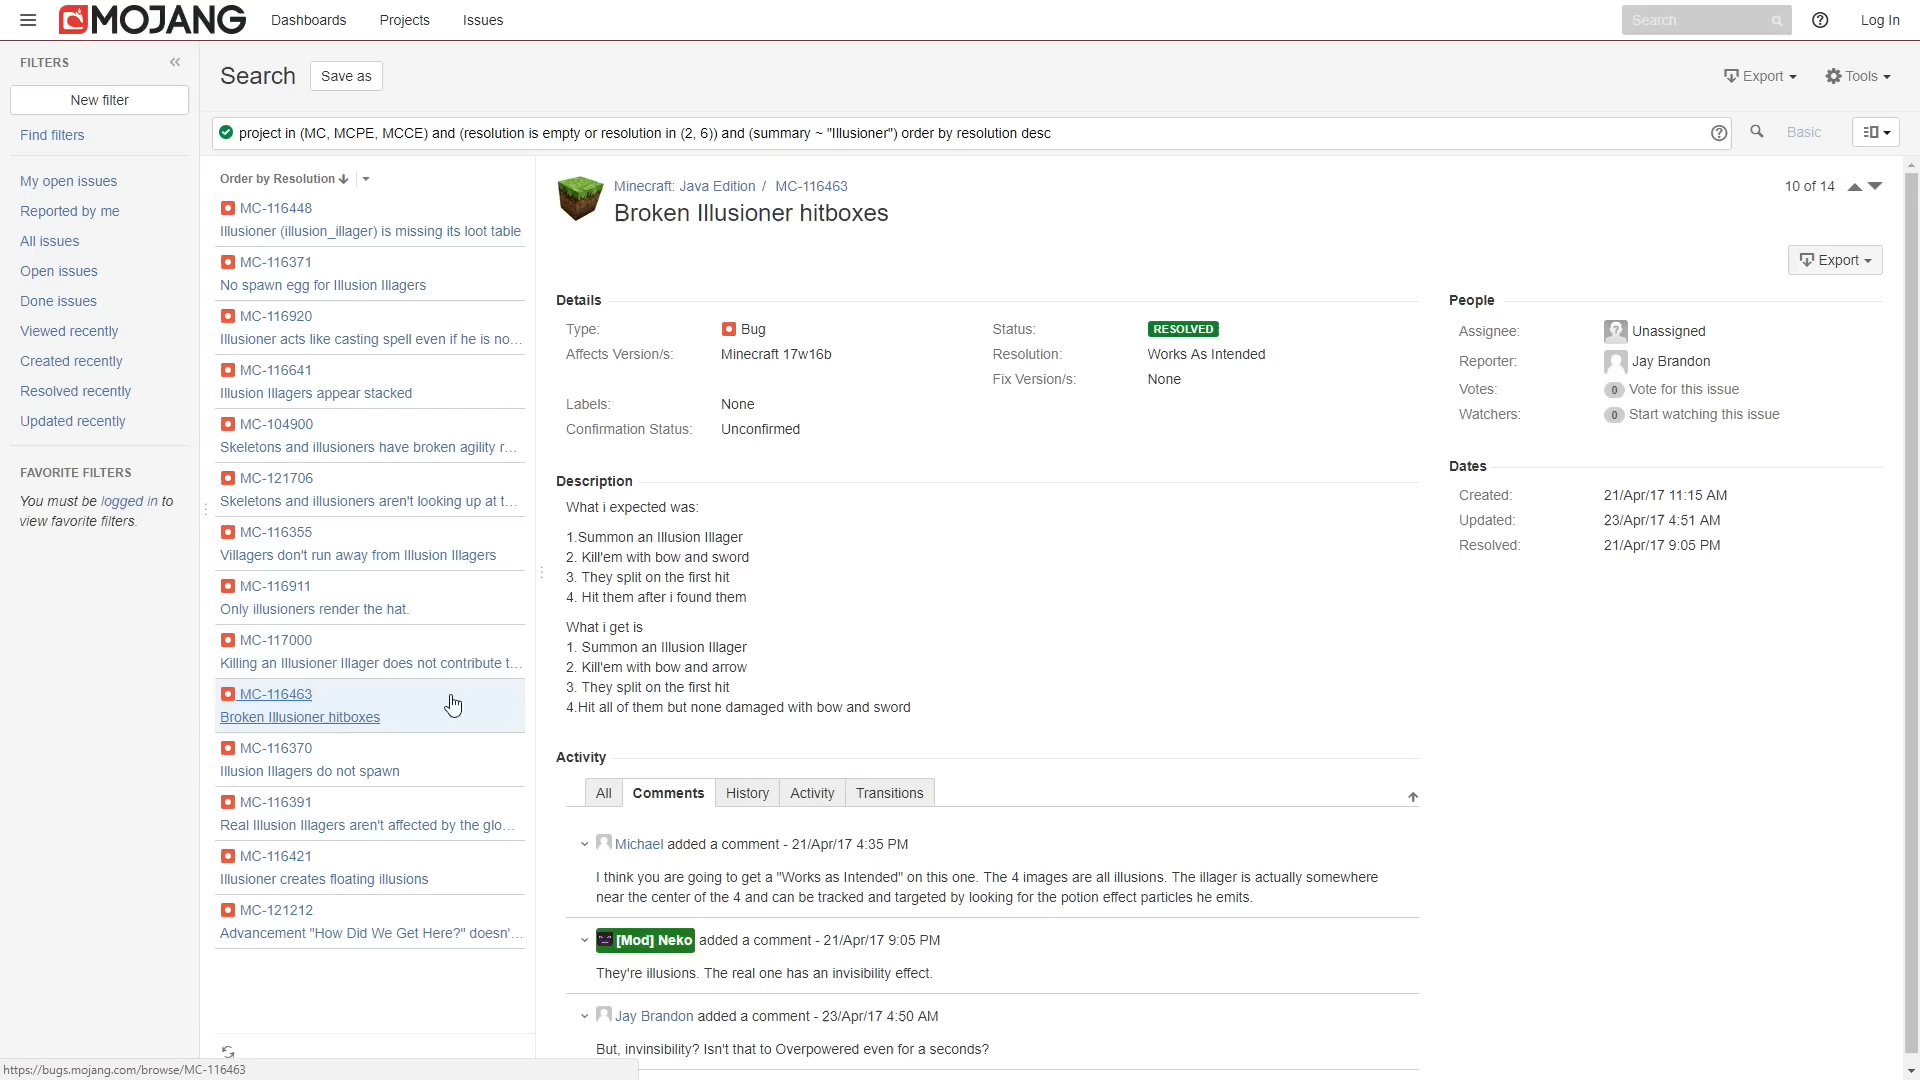 MOJANG Dashboards Projects Issues Search Log In
FILTERS
New filter
Find filters
My open issues
Reported by me
All issues
Open issues
Done issues
Viewed recently
Created recently
Resolved recently
Updated recently
FAVORITE FILTERS
You must be logged in to
view favorite filters.
Search Save as Export Tools
project in (MC, MCPE, MCCE) and (resolution is empty or resolution in (2, 6)) and (summary ~ "Illusioner") order by resolution desc Basic
Order by Resolution
MC-116448
Illusioner (illusion_illager) is missing its loot table
MC-116371
No spawn egg for Illusion Illagers
MC-116920
Illusioner acts like casting spell even if he is no...
MC-116641
Illusion Illagers appear stacked
MC-104900
Skeletons and illusioners have broken agility r...
MC-121706
Skeletons and illusioners aren't looking up at t...
MC-116355
Villagers don't run away from Illusion Illagers
MC-116911
Only illusioners render the hat.
MC-117000
Killing an Illusioner Illager does not contribute t...
MC-116463
Broken Illusioner hitboxes
MC-116370
Illusion Illagers do not spawn
MC-116391
Real Illusion Illagers aren't affected by the glo...
MC-116421
Illusioner creates floating illusions
MC-121212
Advancement "How Did We Get Here?" doesn'...
Minecraft: Java Edition / MC-116463
Broken Illusioner hitboxes
10 of 14
Export
Details
Type: Bug
Affects Version/s: Minecraft 17w16b
Labels: None
Confirmation Status: Unconfirmed
Status: RESOLVED
Resolution: Works As Intended
Fix Version/s: None
People
Assignee: Unassigned
Reporter: Jay Brandon
Votes: 0 Vote for this issue
Watchers: 0 Start watching this issue
Dates
Created: 21/Apr/17 11:15 AM
Updated: 23/Apr/17 4:51 AM
Resolved: 21/Apr/17 9:05 PM
Description
What i expected was:
1.Summon an Illusion Illager
2. Kill'em with bow and sword
3. They split on the first hit
4. Hit them after i found them
What i get is
1. Summon an Illusion Illager
2. Kill'em with bow and arrow
3. They split on the first hit
4.Hit all of them but none damaged with bow and sword
Activity
All Comments History Activity Transitions
Michael added a comment - 21/Apr/17 4:35 PM
I think you are going to get a "Works as Intended" on this one. The 4 images are all illusions. The illager is actually somewhere
near the center of the 4 and can be tracked and targeted by looking for the potion effect particles he emits.
[Mod] Neko added a comment - 21/Apr/17 9:05 PM
They're illusions. The real one has an invisibility effect.
Jay Brandon added a comment - 23/Apr/17 4:50 AM
But, invinsibility? Isn't that to Overpowered even for a seconds?
https://bugs.mojang.com/browse/MC-116463